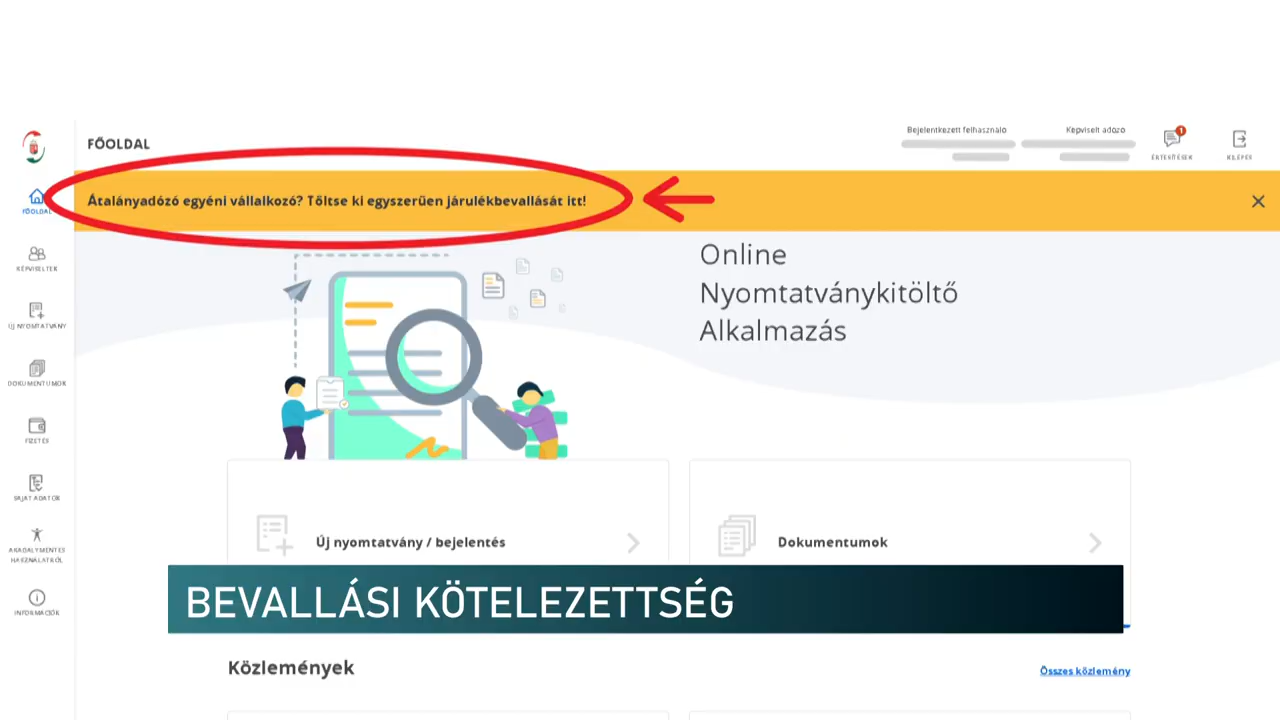 FŐOLDAL
Bejelentkezett felhasználó
Képviselt adózó
1
ÉRTESÍTÉSEK
KILÉPÉS
Átalányadózó egyéni vállalkozó? Töltse ki egyszerűen járulékbevallását itt!
FŐOLDAL
KÉPVISELTEK
ÚJ NYOMTATVÁNY
DOKUMENTUMOK
FIZETÉS
SAJÁT ADATOK
AKADÁLYMENTES
HASZNÁLATRÓL
INFORMÁCIÓK
Online
Nyomtatványkitöltő
Alkalmazás
Új nyomtatvány / bejelentés
Dokumentumok
BEVALLÁSI KÖTELEZETTSÉG
Közlemények
Összes közlemény